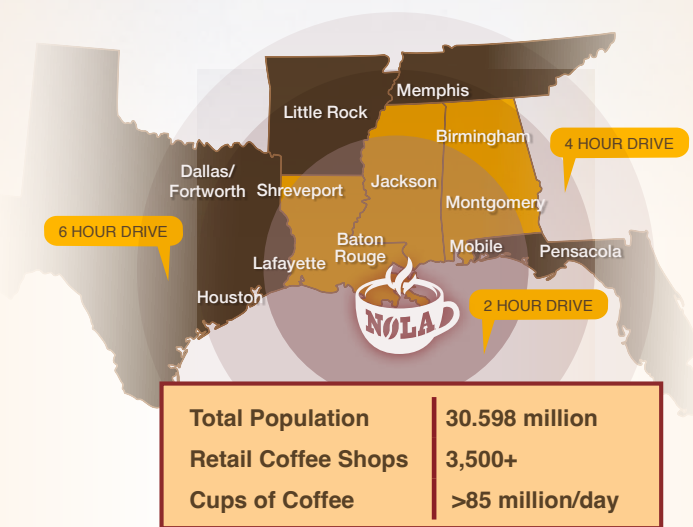 Memphis
Little Rock
Birmingham
4 HOUR DRIVE
Dallas/
Fortworth
Shreveport
Jackson
Montgomery
6 HOUR DRIVE
Baton
Rouge
Mobile
Pensacola
Lafayette
Houston
NOLA
2 HOUR DRIVE
Total Population 30.598 million
Retail Coffee Shops 3,500+
Cups of Coffee >85 million/day